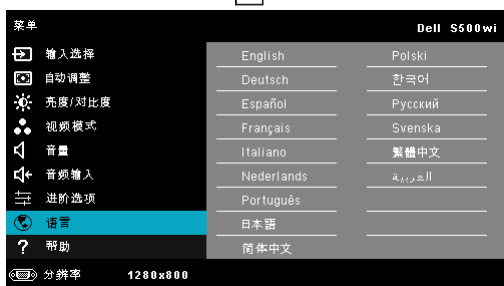 菜单 Dell S500wi
输入选择 English Polski
自动调整 Deutsch 한국어
亮度/对比度 Español Русский
视频模式 Français Svenska
音量 Italiano 繁體中文
音频输入 Nederlands العربية
进阶选项 Português
语言 日本語
帮助 简体中文
分辨率 1280x800